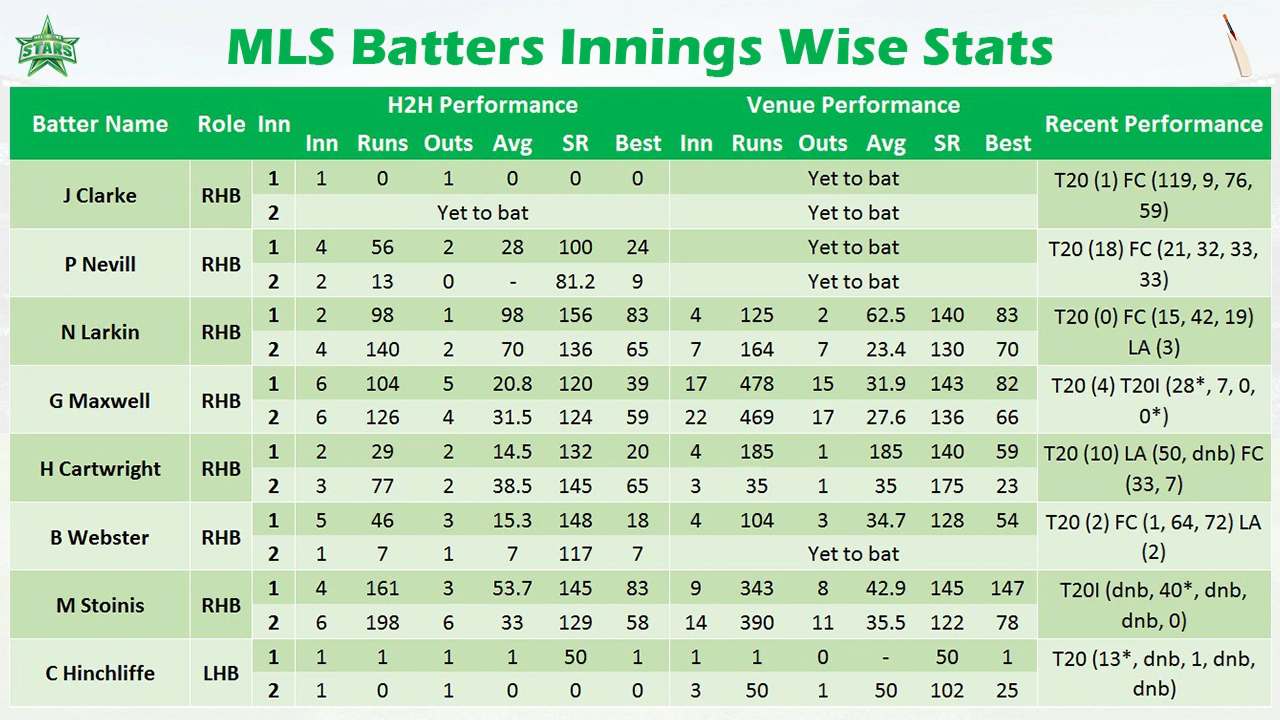 STARS
MLS Batters Innings Wise Stats
Batter Name Role Inn H2H Performance Venue Performance Recent Performance
Inn Runs Outs Avg SR Best Inn Runs Outs Avg SR Best
J Clarke RHB 1 1 0 1 0 0 0 Yet to bat T20 (1) FC (119, 9, 76,
2 Yet to bat Yet to bat 59)
P Nevill RHB 1 4 56 2 28 100 24 Yet to bat T20 (18) FC (21, 32, 33,
2 2 13 0 - 81.2 9 Yet to bat 33)
N Larkin RHB 1 2 98 1 98 156 83 4 125 2 62.5 140 83 T20 (0) FC (15, 42, 19)
2 4 140 2 70 136 65 7 164 7 23.4 130 70 LA (3)
G Maxwell RHB 1 6 104 5 20.8 120 39 17 478 15 31.9 143 82 T20 (4) T20I (28*, 7, 0,
2 6 126 4 31.5 124 59 22 469 17 27.6 136 66 0*)
H Cartwright RHB 1 2 29 2 14.5 132 20 4 185 1 185 140 59 T20 (10) LA (50, dnb) FC
2 3 77 2 38.5 145 65 3 35 1 35 175 23 (33, 7)
B Webster RHB 1 5 46 3 15.3 148 18 4 104 3 34.7 128 54 T20 (2) FC (1, 64, 72) LA
2 1 7 1 7 117 7 Yet to bat (2)
M Stoinis RHB 1 4 161 3 53.7 145 83 9 343 8 42.9 145 147 T20I (dnb, 40*, dnb,
2 6 198 6 33 129 58 14 390 11 35.5 122 78 dnb, 0)
C Hinchliffe LHB 1 1 1 1 1 50 1 1 1 0 - 50 1 T20 (13*, dnb, 1, dnb,
2 1 0 1 0 0 0 3 50 1 50 102 25 dnb)